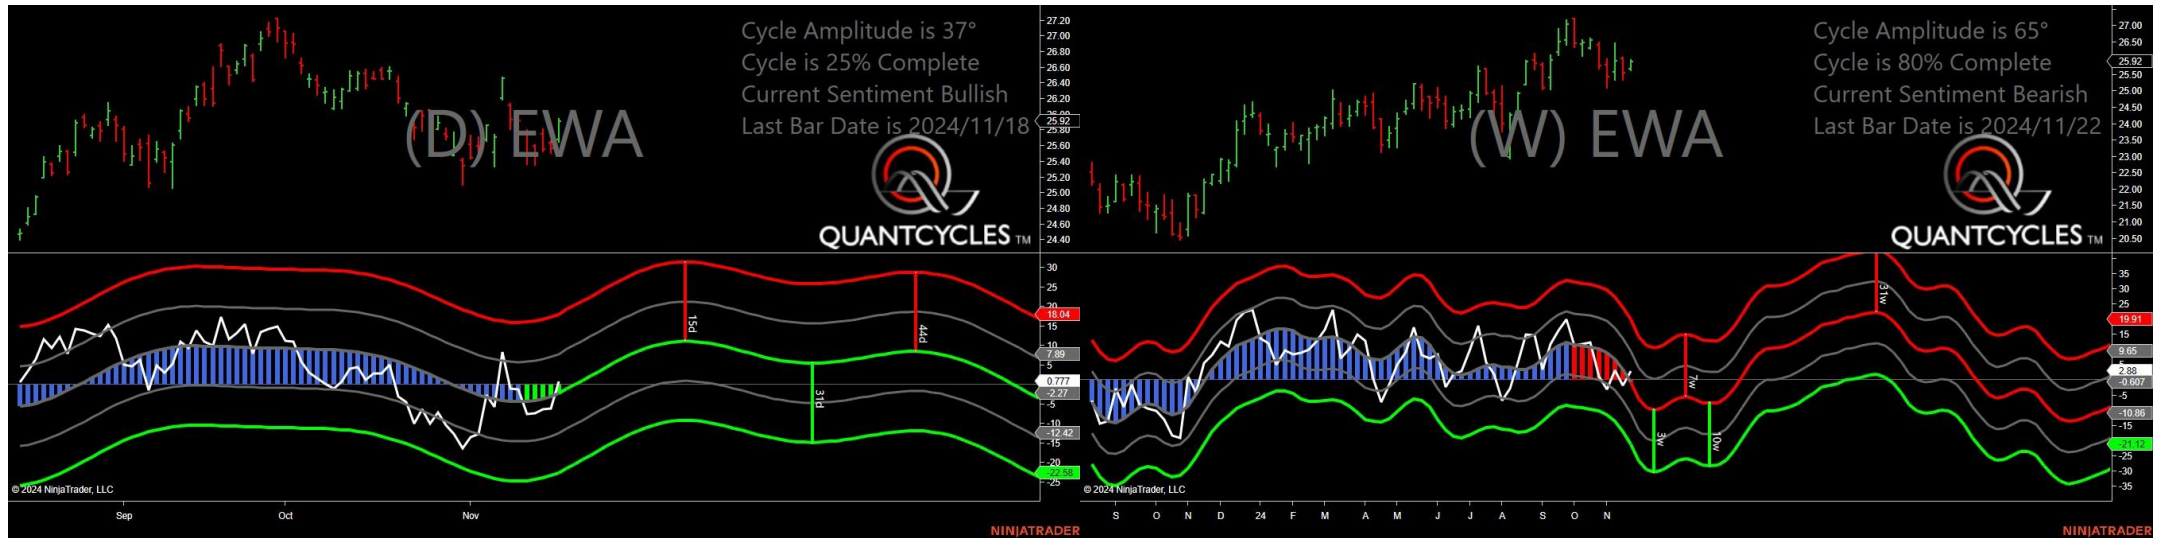 Cycle Amplitude is 37°
Cycle is 25% Complete
Current Sentiment Bullish
Last Bar Date is 2024/11/18
(D) EWA
QUANTCYCLES TM
27.20
27.00
26.80
26.60
26.40
26.20
26.00
25.92
25.80
25.60
25.40
25.20
25.00
24.80
24.60
24.40
30
25
20
18.04
15
10
7.89
5
0.777
-2.27
-5
-10
-12.42
-15
-20
-22.58
-25
15d
31d
44d
© 2024 NinjaTrader, LLC
Sep Oct Nov
NINJATRADER
Cycle Amplitude is 65°
Cycle is 80% Complete
Current Sentiment Bearish
Last Bar Date is 2024/11/22
(W) EWA
QUANTCYCLES TM
27.00
26.50
25.92
25.50
25.00
24.50
24.00
23.50
23.00
22.50
22.00
21.50
21.00
20.50
35
30
25
19.91
15
9.65
2.88
-0.607
-5
-10.86
-15
-21.12
-25
-30
-35
3w
7w
10w
31w
© 2024 NinjaTrader, LLC
S O N D 24 F M A M J J A S O N
NINJATRADER